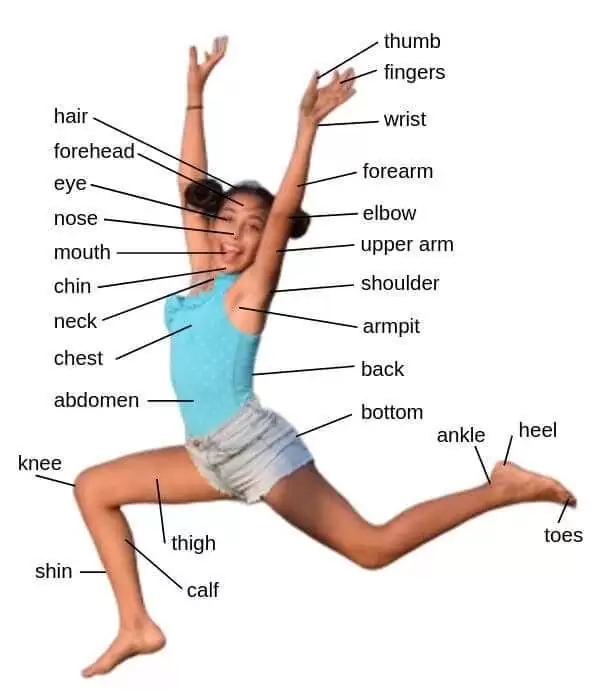 thumb
fingers
hair
wrist
forehead
forearm
eye
elbow
nose
upper arm
mouth
chin
shoulder
neck
armpit
chest
back
abdomen
bottom
ankle
heel
knee
toes
thigh
shin
calf